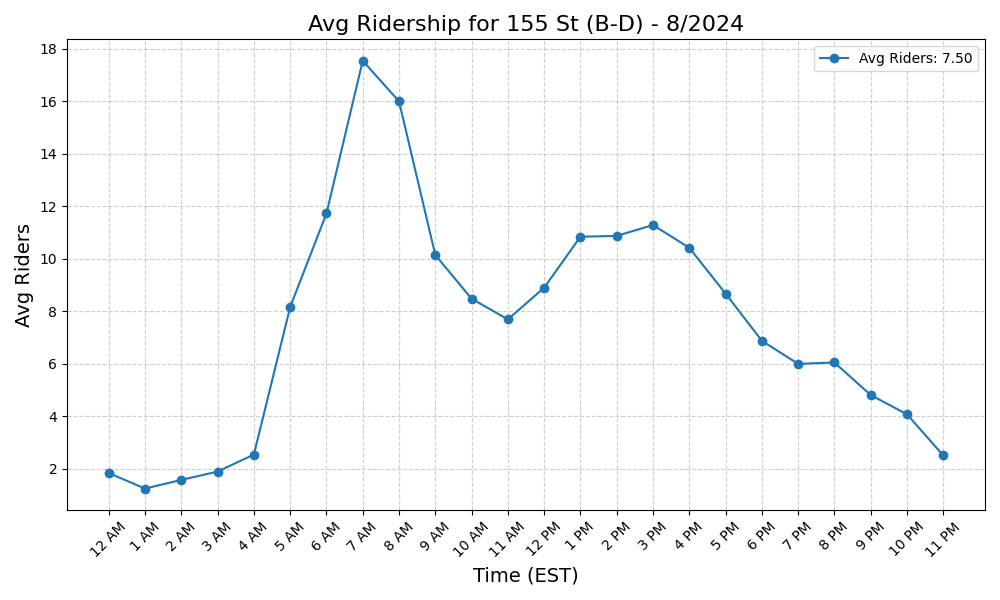 Avg Ridership for 155 St (B-D) - 8/2024
Avg Riders: 7.50
Avg Riders
18
16
14
12
10
8
6
4
2
12 AM
1 AM
2 AM
3 AM
4 AM
5 AM
6 AM
7 AM
8 AM
9 AM
10 AM
11 AM
12 PM
1 PM
2 PM
3 PM
4 PM
5 PM
6 PM
7 PM
8 PM
9 PM
10 PM
11 PM
Time (EST)